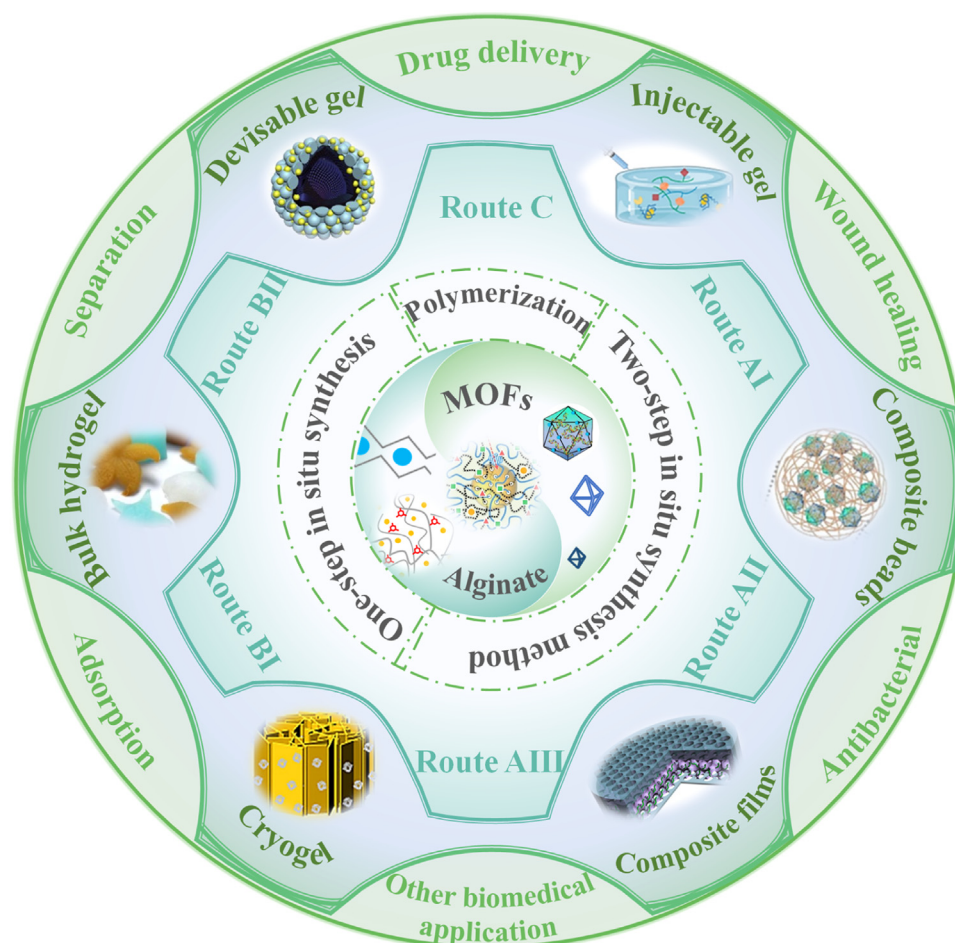 Drug delivery
Devisable gel
Injectable gel
Separation
Route C
Wound healing
Route BII
Polymerization
Route AI
One-step in situ synthesis
Two-step in situ synthesis method
MOFs
Bulk hydrogel
Composite beads
Alginate
Route BI
Route AII
Adsorption
Antibacterial
Route AIII
Cryogel
Composite films
Other biomedical
application